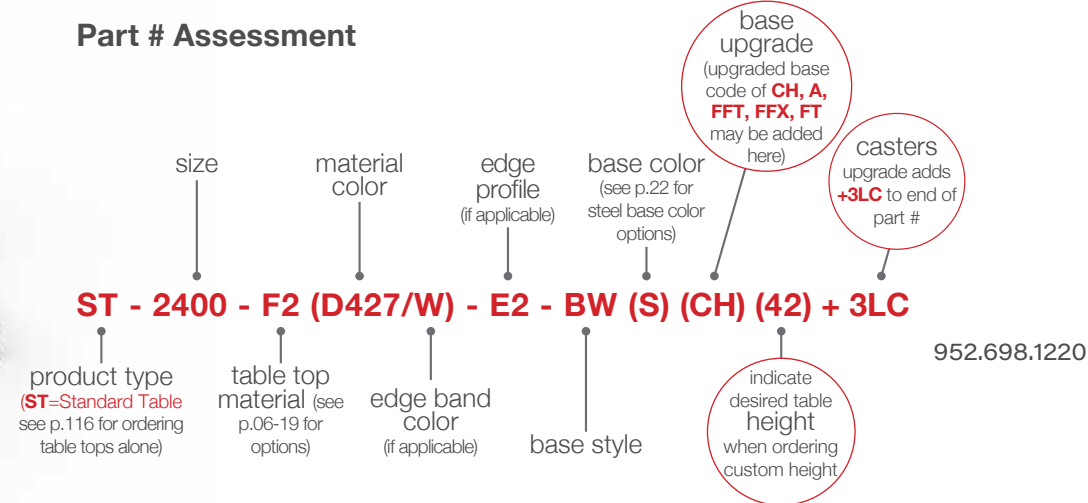 Part # Assessment
base
upgrade
(upgraded base
code of CH, A,
FFT, FFX, FT
may be added
here)
casters
upgrade adds
+3LC to end of
part #
size
material
color
edge
profile
(if applicable)
base color
(see p.22 for
steel base color
options)
ST - 2400 - F2 (D427/W) - E2 - BW (S) (CH) (42) + 3LC
product type
(ST=Standard Table
see p.116 for ordering
table tops alone)
table top
material (see
p.06-19 for
options)
edge band
color
(if applicable)
base style
indicate
desired table
height
when ordering
custom height
952.698.1220